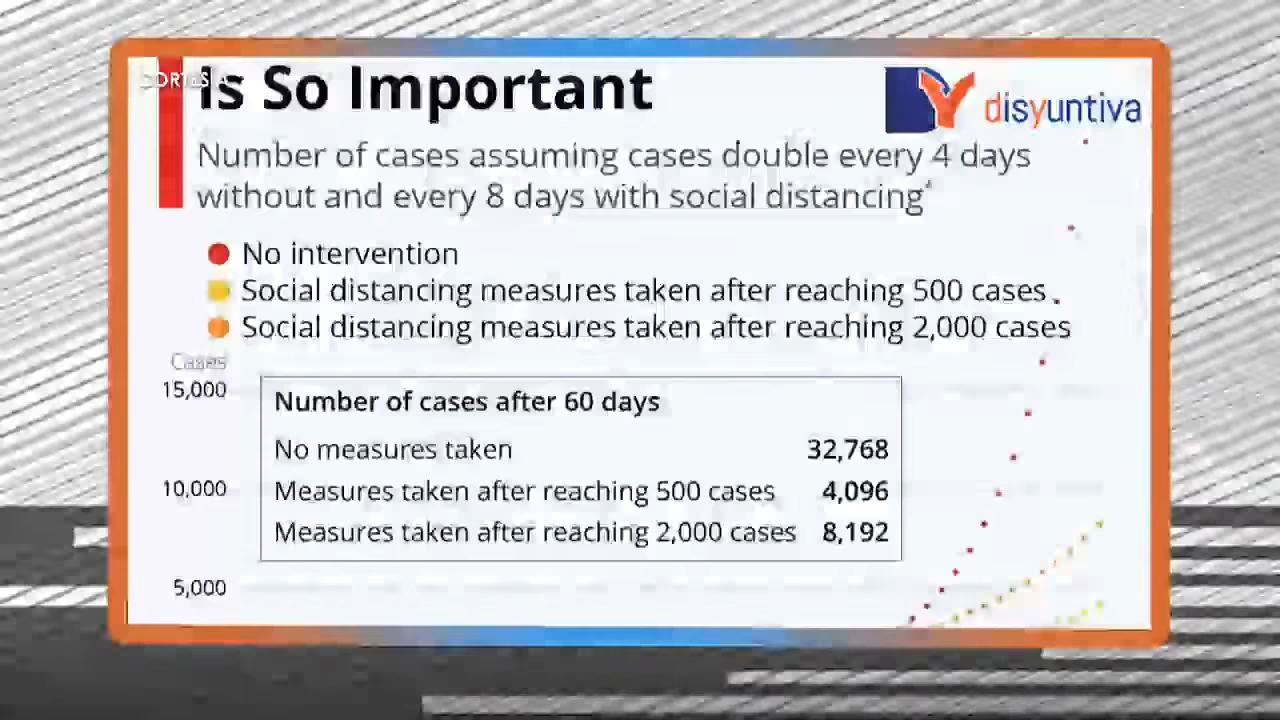 CORTESÍA
Is So Important
DY disyuntiva
Number of cases assuming cases double every 4 days
without and every 8 days with social distancing*
No intervention
Social distancing measures taken after reaching 500 cases
Social distancing measures taken after reaching 2,000 cases
Cases
15,000
Number of cases after 60 days
No measures taken 32,768
10,000
Measures taken after reaching 500 cases 4,096
Measures taken after reaching 2,000 cases 8,192
5,000